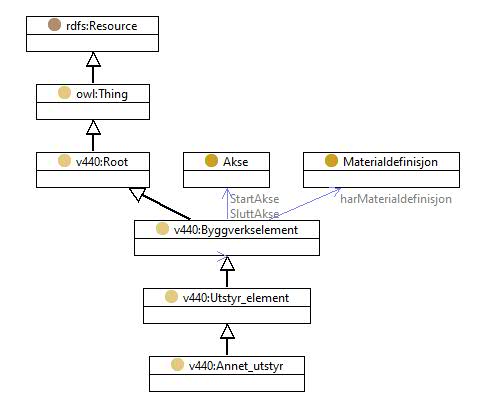 rdfs:Resource
owl:Thing
v440:Root
Akse
Materialdefinisjon
StartAkse
SluttAkse
harMaterialdefinisjon
v440:Byggverkselement
v440:Utstyr_element
v440:Annet_utstyr